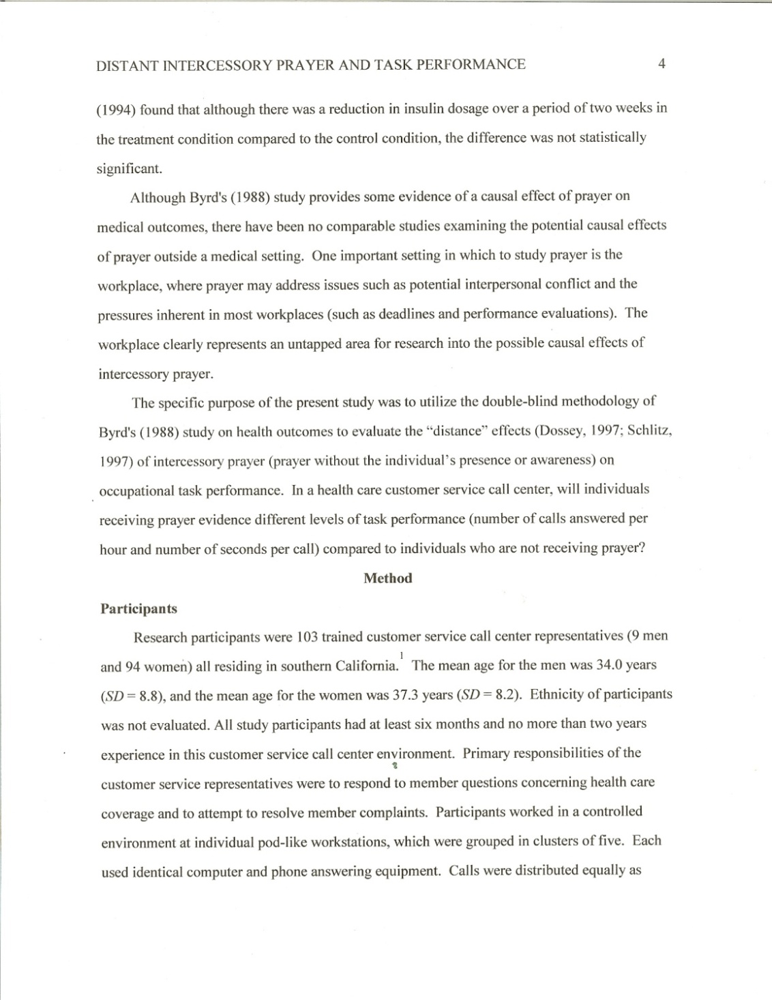 DISTANT INTERCESSORY PRAYER AND TASK PERFORMANCE 4
(1994) found that although there was a reduction in insulin dosage over a period of two weeks in
the treatment condition compared to the control condition, the difference was not statistically
significant.
Although Byrd's (1988) study provides some evidence of a causal effect of prayer on
medical outcomes, there have been no comparable studies examining the potential causal effects
of prayer outside a medical setting. One important setting in which to study prayer is the
workplace, where prayer may address issues such as potential interpersonal conflict and the
pressures inherent in most workplaces (such as deadlines and performance evaluations). The
workplace clearly represents an untapped area for research into the possible causal effects of
intercessory prayer.
The specific purpose of the present study was to utilize the double-blind methodology of
Byrd's (1988) study on health outcomes to evaluate the “distance” effects (Dossey, 1997; Schlitz,
1997) of intercessory prayer (prayer without the individual’s presence or awareness) on
occupational task performance. In a health care customer service call center, will individuals
receiving prayer evidence different levels of task performance (number of calls answered per
hour and number of seconds per call) compared to individuals who are not receiving prayer?
Method
Participants
Research participants were 103 trained customer service call center representatives (9 men
and 94 women) all residing in southern California.1 The mean age for the men was 34.0 years
(SD = 8.8), and the mean age for the women was 37.3 years (SD = 8.2). Ethnicity of participants
was not evaluated. All study participants had at least six months and no more than two years
experience in this customer service call center environment. Primary responsibilities of the
customer service representatives were to respond to member questions concerning health care
coverage and to attempt to resolve member complaints. Participants worked in a controlled
environment at individual pod-like workstations, which were grouped in clusters of five. Each
used identical computer and phone answering equipment. Calls were distributed equally as